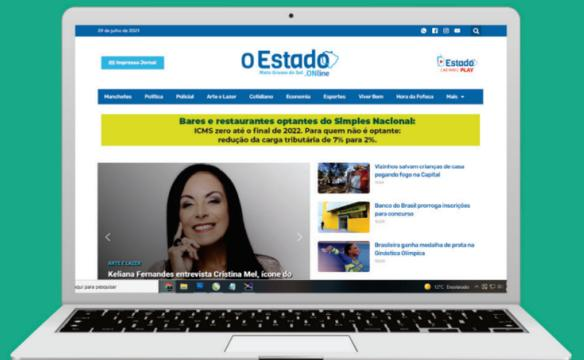 29 de julho de 2021
Impresso Jornal
O Estado
Mato Grosso do Sul .ONline
O Estado
PLAY
Manchetes Política Policial Arte e Lazer Cotidiano Economia Esportes Viver Bem Hora da Fofoca Mais
Bares e restaurantes optantes do Simples Nacional:
ICMS zero até o final de 2022. Para quem não é optante:
redução da carga tributária de 7% para 2%.
Vizinhos salvam crianças de casa
pegando fogo na Capital
Banco do Brasil prorroga inscrições
para concurso
Brasileira ganha medalha de prata na
Ginástica Olímpica
ARTE E LAZER
Keliana Fernandes entrevista Cristina Mel, ícone do
aqui para pesquisar
12°C Ensolarado